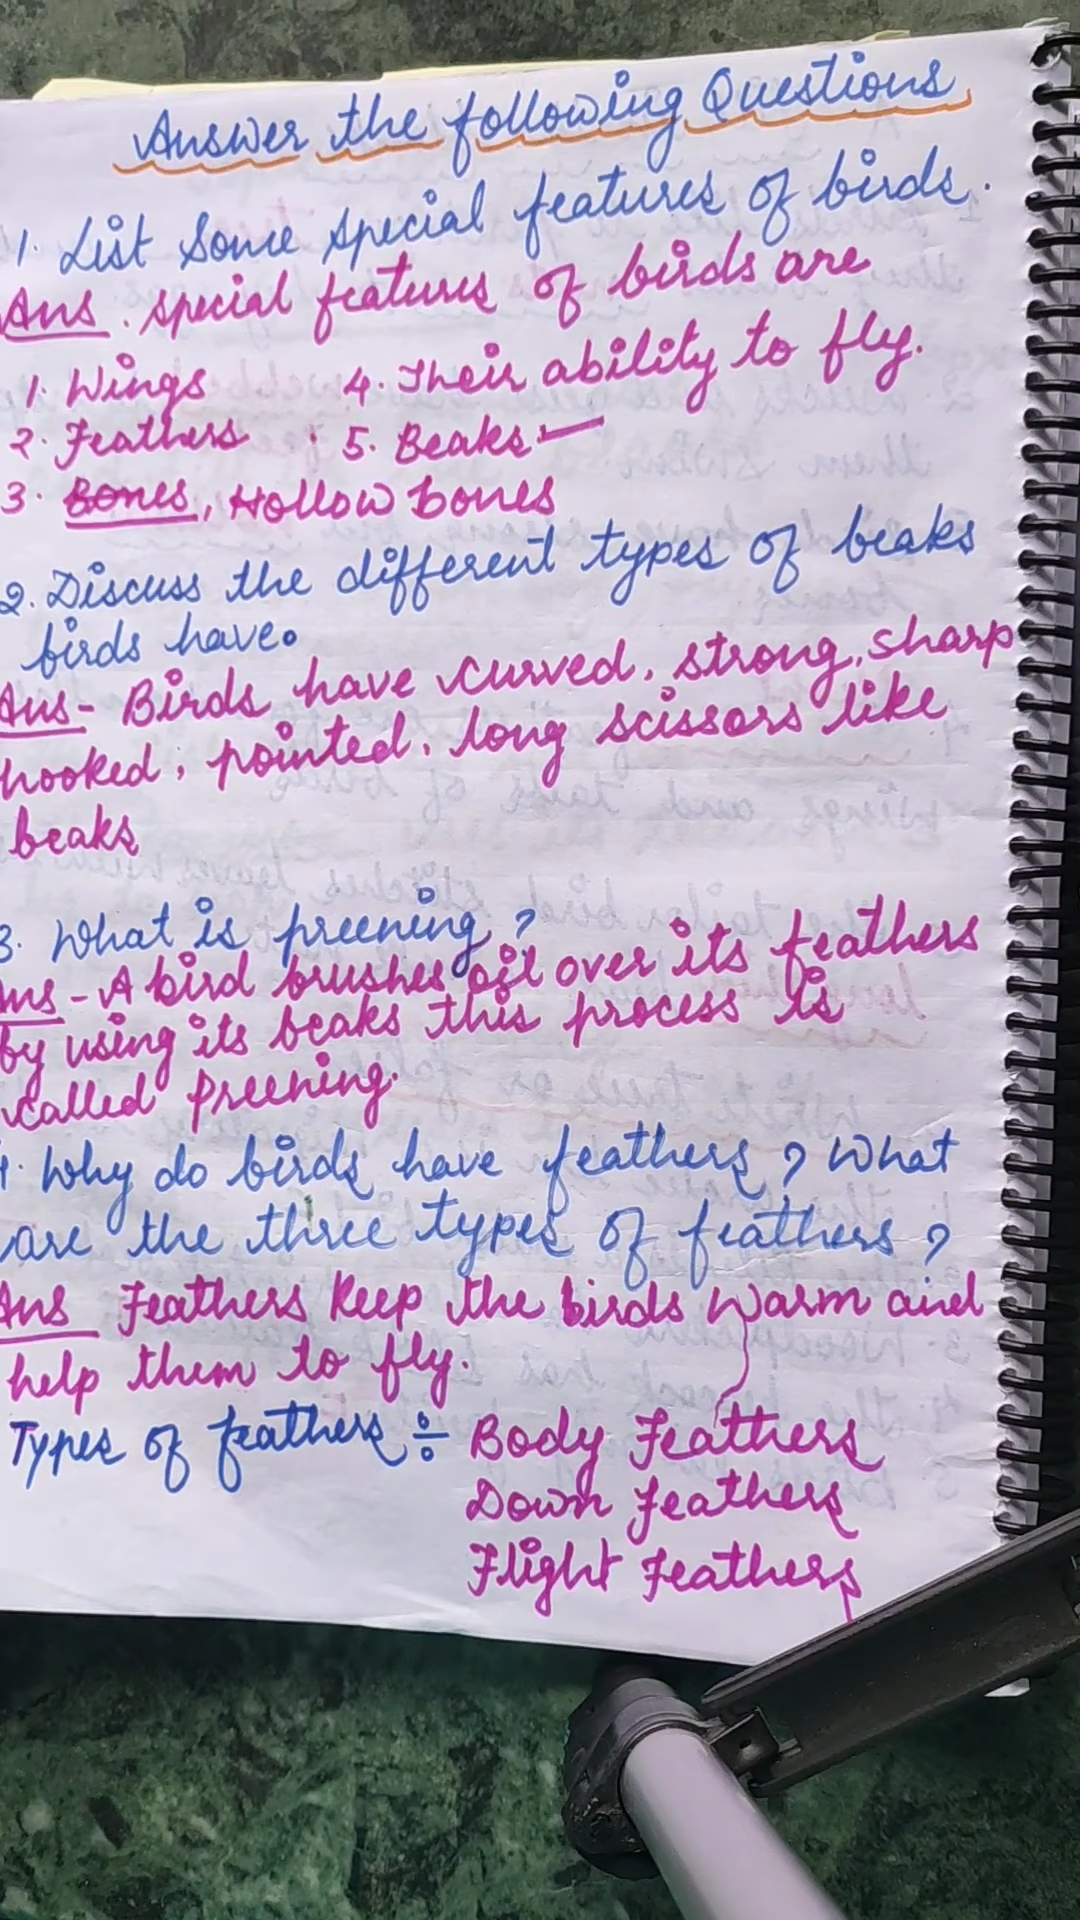 Answer the following Questions
1. List Some special features of birds.
Ans. special features of birds are
1. Wings 4. Their ability to fly.
2. Feathers 5. Beaks
3. Bones, Hollow bones
2. Discuss the different types of beaks
birds have.
Ans - Birds have curved, strong, sharp
hooked, pointed, long scissors like
beaks
3. What is preening?
Ans - A bird brushes oil over its feathers
by using its beaks this process is
called preening.
4. Why do birds have feathers? What
are the three types of feathers?
Ans Feathers keep the birds warm and
help them to fly.
Types of feathers ÷ Body Feathers
Down feathers
Flight Feathers